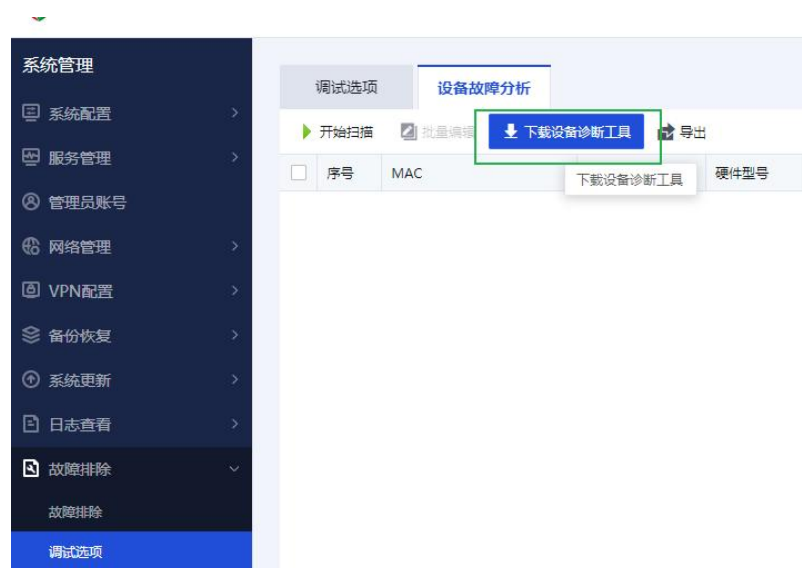 系统管理
系统配置
服务管理
管理员账号
网络管理
VPN配置
备份恢复
系统更新
日志查看
故障排除
故障排除
调试选项
调试选项 设备故障分析
开始扫描 批量编辑 下载设备诊断工具 导出
序号 MAC 硬件型号
下载设备诊断工具